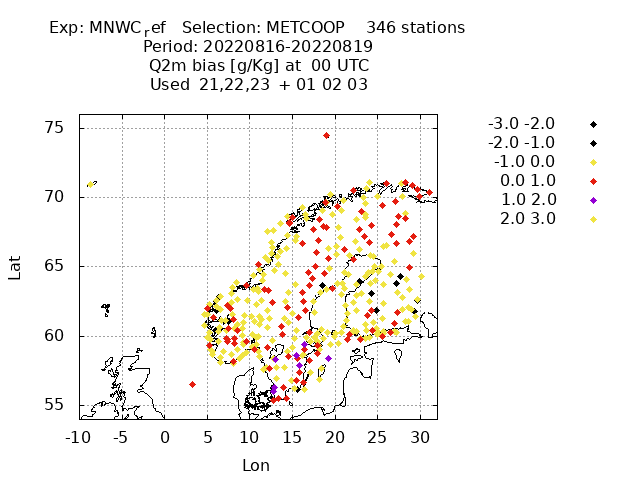 Exp: MNWC_ref   Selection: METCOOP    346 stations
Period: 20220816-20220819
Q2m bias [g/Kg] at  00 UTC
Used  21,22,23  + 01 02 03
-3.0 -2.0
-2.0 -1.0
-1.0 0.0
0.0 1.0
1.0 2.0
2.0 3.0
75
70
65
60
55
Lat
-10 -5 0 5 10 15 20 25 30
Lon